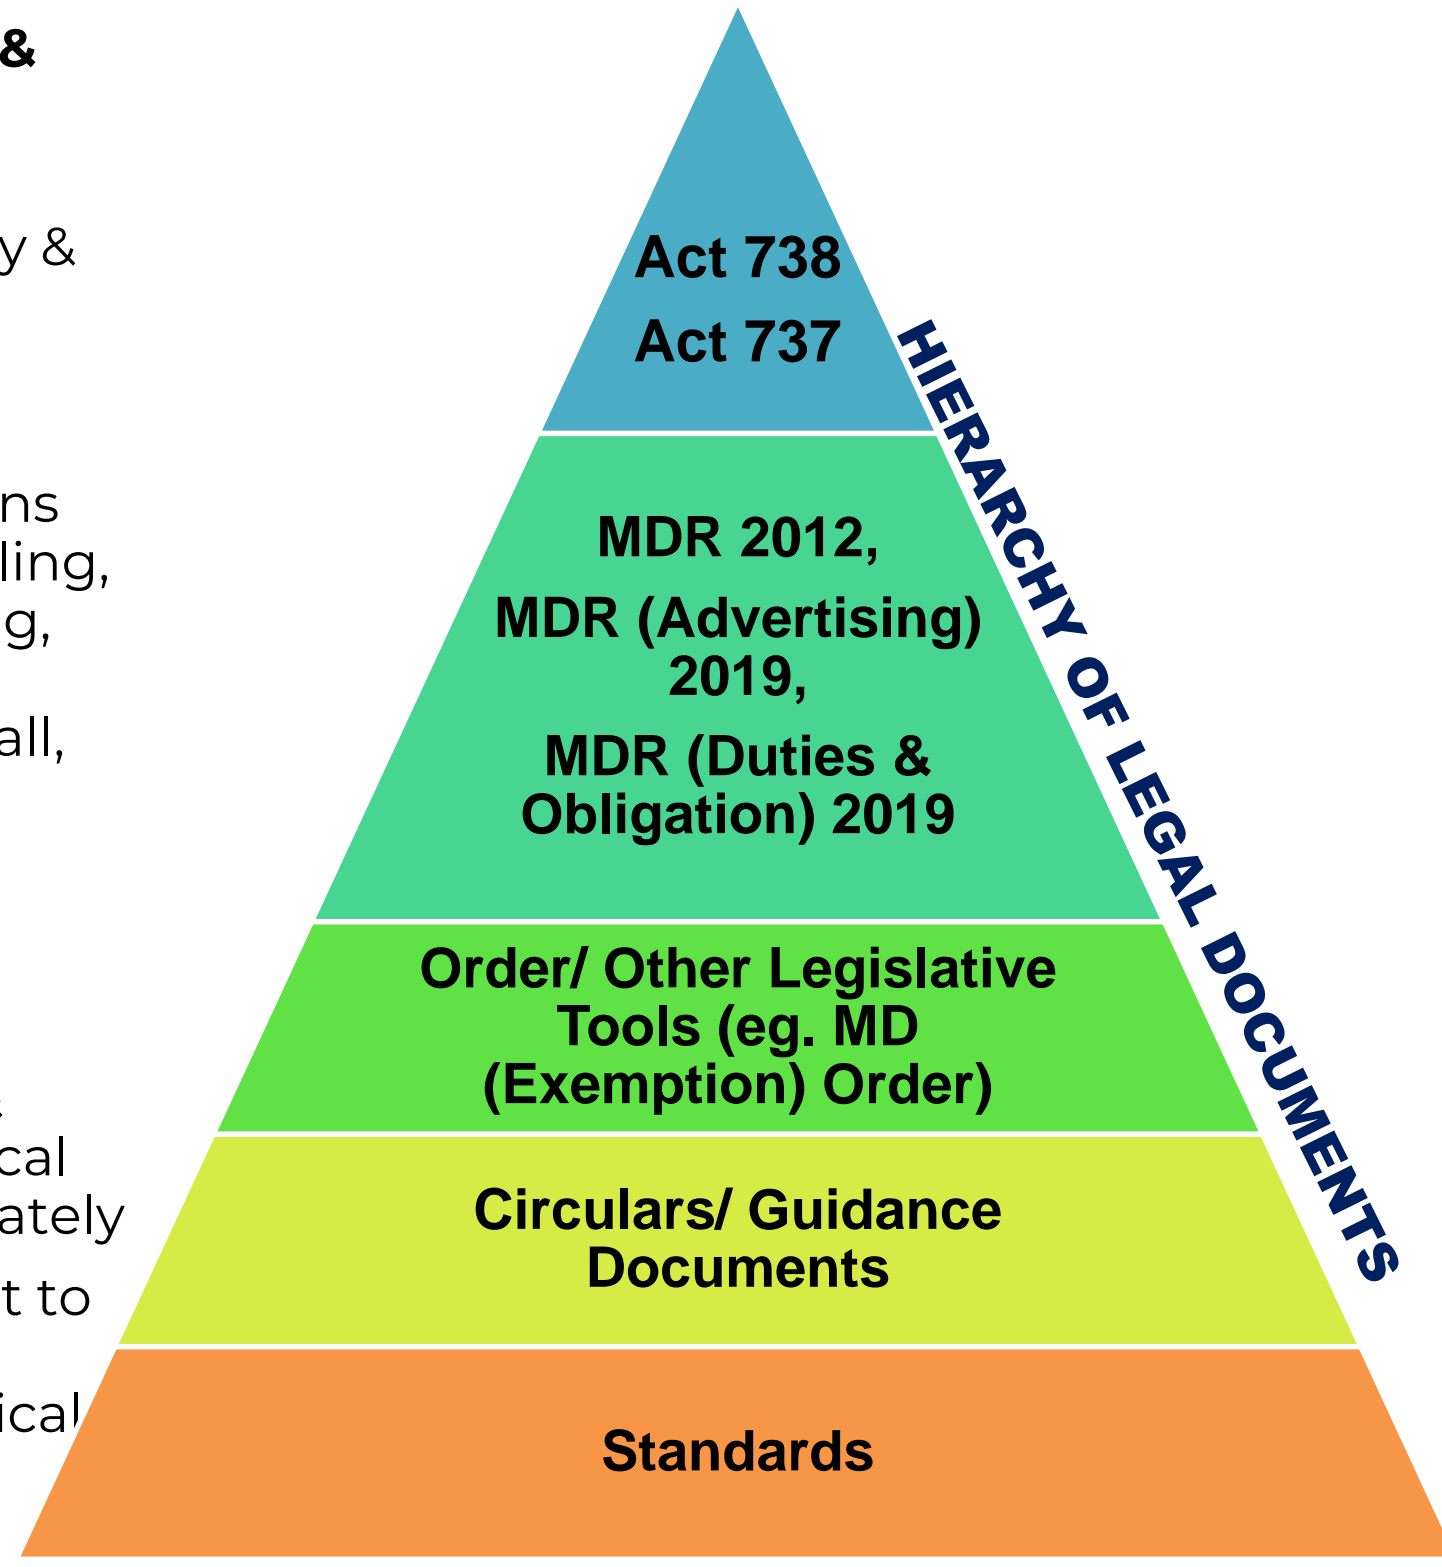 &
y &
ns
ling,
g,
all,
cal
ately
t to
ical
Act 738
Act 737
MDR 2012,
MDR (Advertising)
2019,
MDR (Duties &
Obligation) 2019
Order/ Other Legislative
Tools (eg. MD
(Exemption) Order)
Circulars/ Guidance
Documents
Standards
HIERARCHY OF LEGAL DOCUMENTS